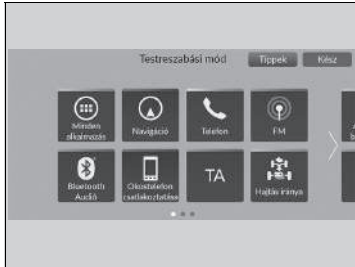 Testreszabási mód
Tippek
Kész
Minden
alkalmazás
Navigáció
Telefon
FM
Bluetooth
Audió
Okostelefon
csatlakoztatása
TA
Hajtás iránya